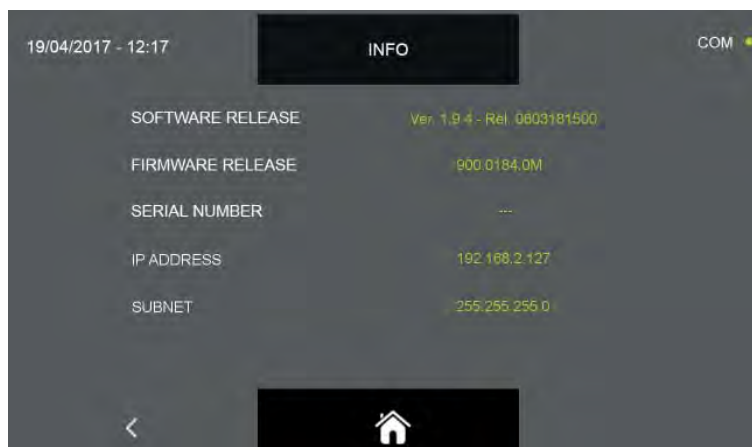 19/04/2017 - 12:17 INFO COM
SOFTWARE RELEASE Ver. 1.9.4 - Rel. 0603181500
FIRMWARE RELEASE 900.0184.0M
SERIAL NUMBER ---
IP ADDRESS 192.168.2.127
SUBNET 255.255.255.0